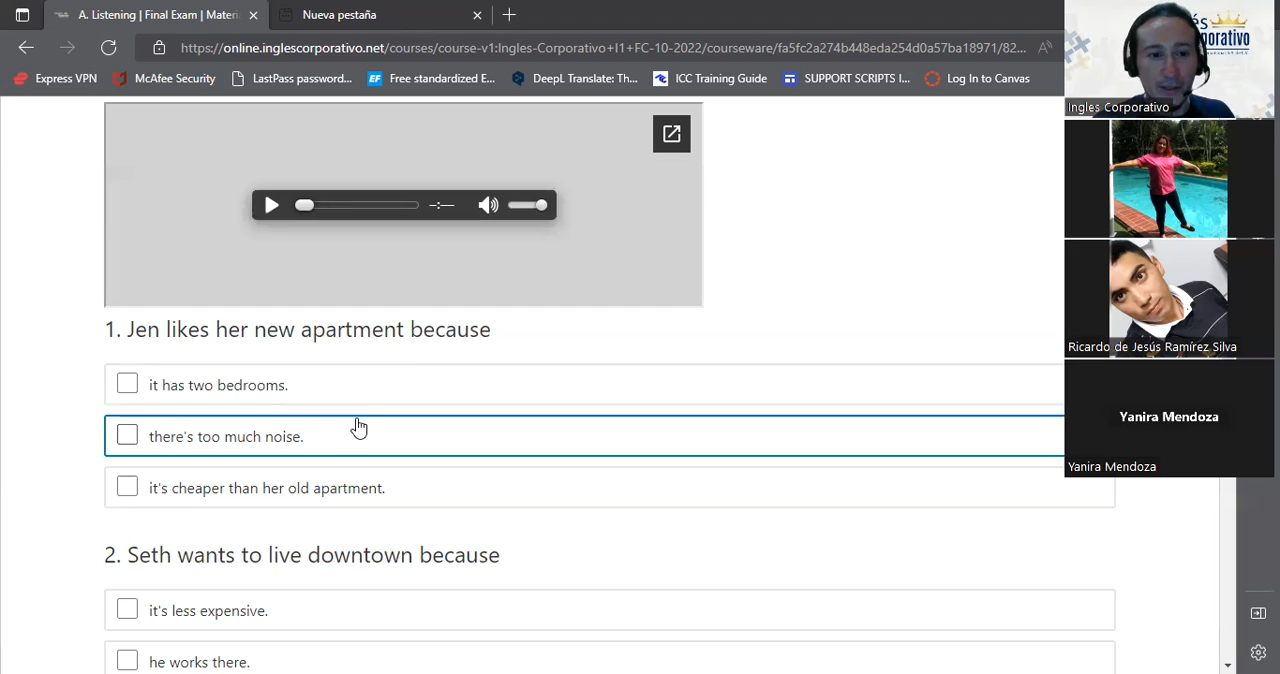 A. Listening | Final Exam | Materi
Nueva pestaña
https://online.inglescorporativo.net/courses/course-v1:Ingles-Corporativo+I1+FC-10-2022/courseware/fa5fc2a274b448eda254d0a57ba18971/82...
Express VPN
McAfee Security
LastPass password...
EF
Free standardized E...
DeepL Translate: Th...
ICC Training Guide
SUPPORT SCRIPTS I...
Log In to Canvas
Ingles Corporativo
-:--
1. Jen likes her new apartment because
it has two bedrooms.
there's too much noise.
it's cheaper than her old apartment.
2. Seth wants to live downtown because
it's less expensive.
he works there.
Ricardo de Jesús Ramírez Silva
Yanira Mendoza
Yanira Mendoza